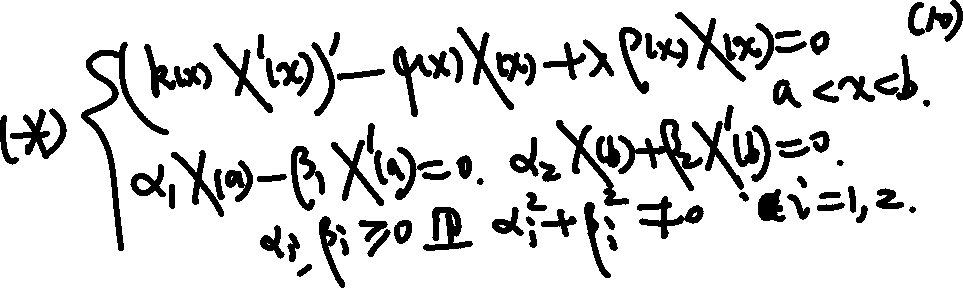 (10)
(*) { (k(x) X'(x))' - q(x) X(x) + λ ρ(x) X(x) = 0
a < x < b.
α₁ X(a) - β₁ X'(a) = 0. α₂ X(b) + β₂ X'(b) = 0.
αᵢ, βᵢ ≥ 0 且 αᵢ² + βᵢ² ≠ 0 i = 1, 2.